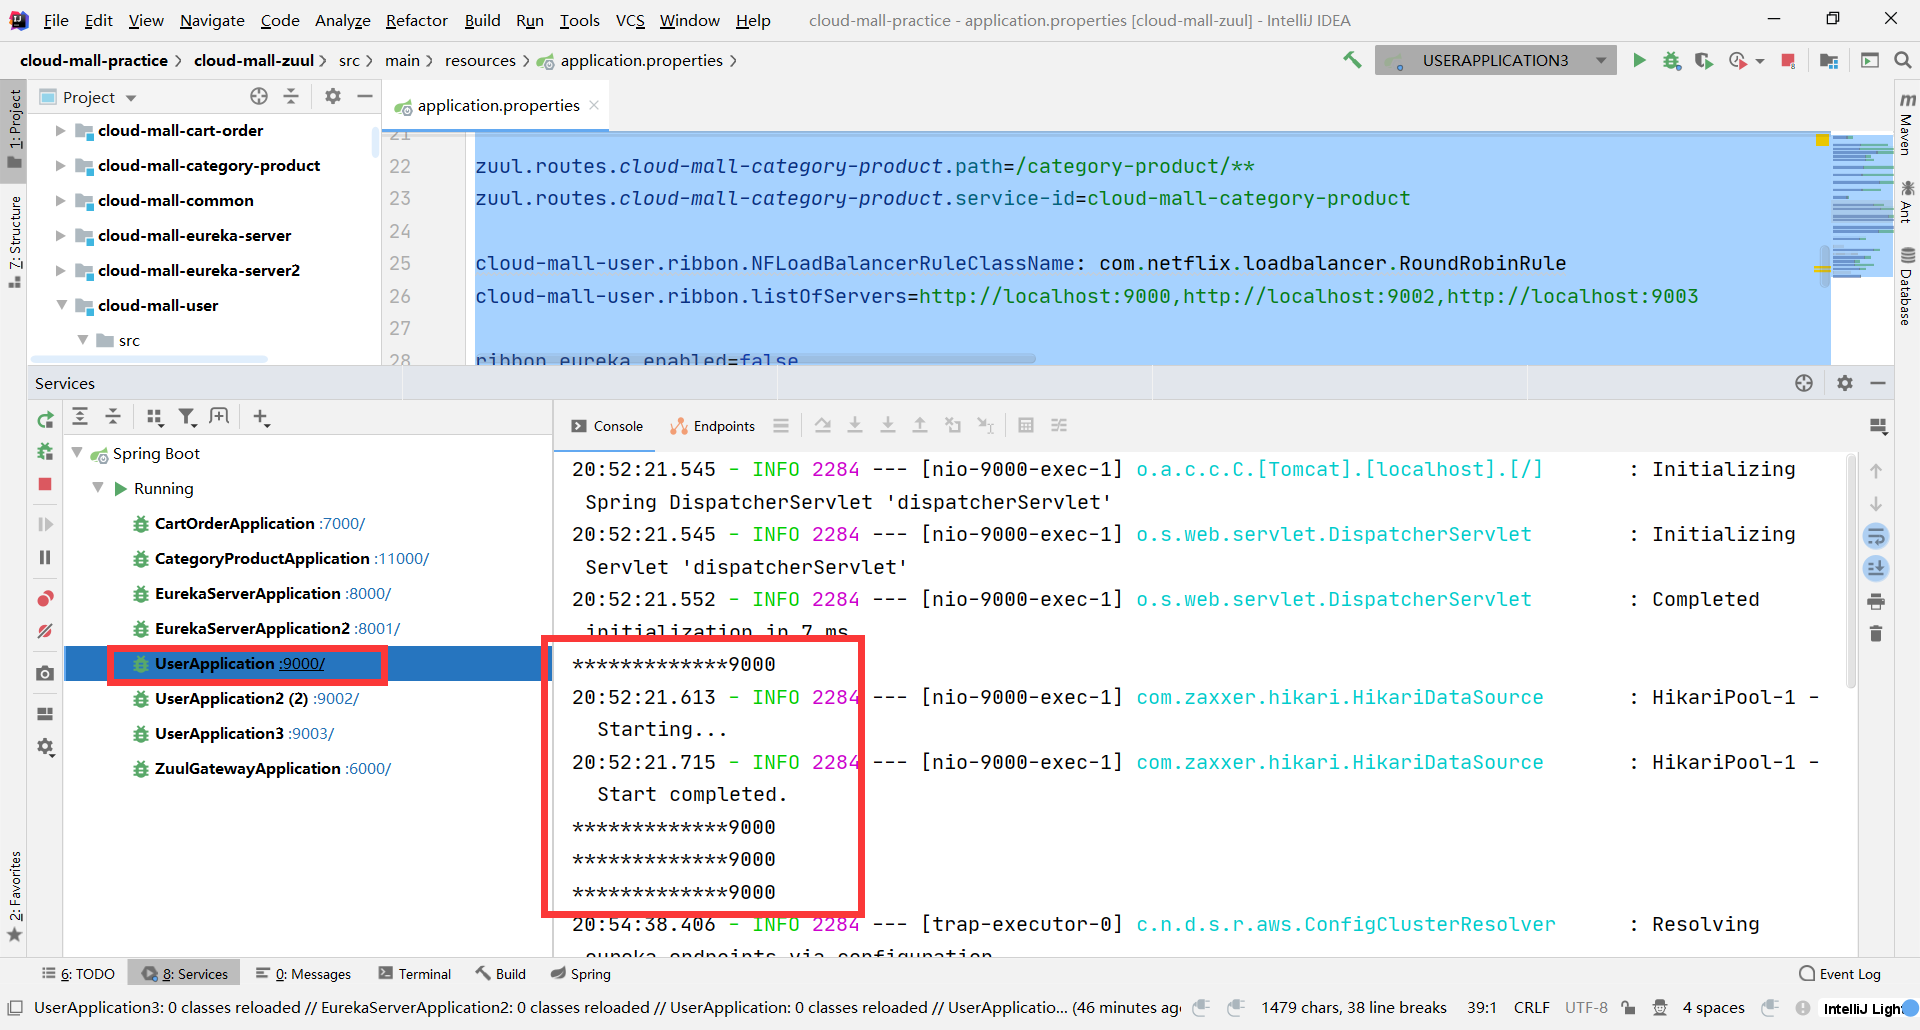 File Edit View Navigate Code Analyze Refactor Build Run Tools VCS Window Help cloud-mall-practice - application.properties [cloud-mall-zuul] - IntelliJ IDEA
cloud-mall-practice cloud-mall-zuul src main resources application.properties USERAPPLICATION3
Project
application.properties
1: Project
7: Structure
2: Favorites
Maven
Ant
Database
cloud-mall-cart-order
cloud-mall-category-product
cloud-mall-common
cloud-mall-eureka-server
cloud-mall-eureka-server2
cloud-mall-user
src
21
22 zuul.routes.cloud-mall-category-product.path=/category-product/**
23 zuul.routes.cloud-mall-category-product.service-id=cloud-mall-category-product
24
25 cloud-mall-user.ribbon.NFLoadBalancerRuleClassName: com.netflix.loadbalancer.RoundRobinRule
26 cloud-mall-user.ribbon.listOfServers=http://localhost:9000,http://localhost:9002,http://localhost:9003
27
28 ribbon.eureka.enabled=false
Services
Spring Boot
Running
CartOrderApplication :7000/
CategoryProductApplication :11000/
EurekaServerApplication :8000/
EurekaServerApplication2 :8001/
UserApplication :9000/
UserApplication2 (2) :9002/
UserApplication3 :9003/
ZuulGatewayApplication :6000/
Console Endpoints
20:52:21.545 - INFO 2284 --- [nio-9000-exec-1] o.a.c.c.C.[Tomcat].[localhost].[/] : Initializing
Spring DispatcherServlet 'dispatcherServlet'
20:52:21.545 - INFO 2284 --- [nio-9000-exec-1] o.s.web.servlet.DispatcherServlet : Initializing
Servlet 'dispatcherServlet'
20:52:21.552 - INFO 2284 --- [nio-9000-exec-1] o.s.web.servlet.DispatcherServlet : Completed
initialization in 7 ms
*************9000
20:52:21.613 - INFO 2284 --- [nio-9000-exec-1] com.zaxxer.hikari.HikariDataSource : HikariPool-1 -
Starting...
20:52:21.715 - INFO 2284 --- [nio-9000-exec-1] com.zaxxer.hikari.HikariDataSource : HikariPool-1 -
Start completed.
*************9000
*************9000
*************9000
20:54:38.406 - INFO 2284 --- [trap-executor-0] c.n.d.s.r.aws.ConfigClusterResolver : Resolving
eureka endpoints via configuration
6: TODO 8: Services 0: Messages Terminal Build Spring Event Log
UserApplication3: 0 classes reloaded // EurekaServerApplication2: 0 classes reloaded // UserApplication: 0 classes reloaded // UserApplicatio... (46 minutes ago 1479 chars, 38 line breaks 39:1 CRLF UTF-8 4 spaces IntelliJ Light